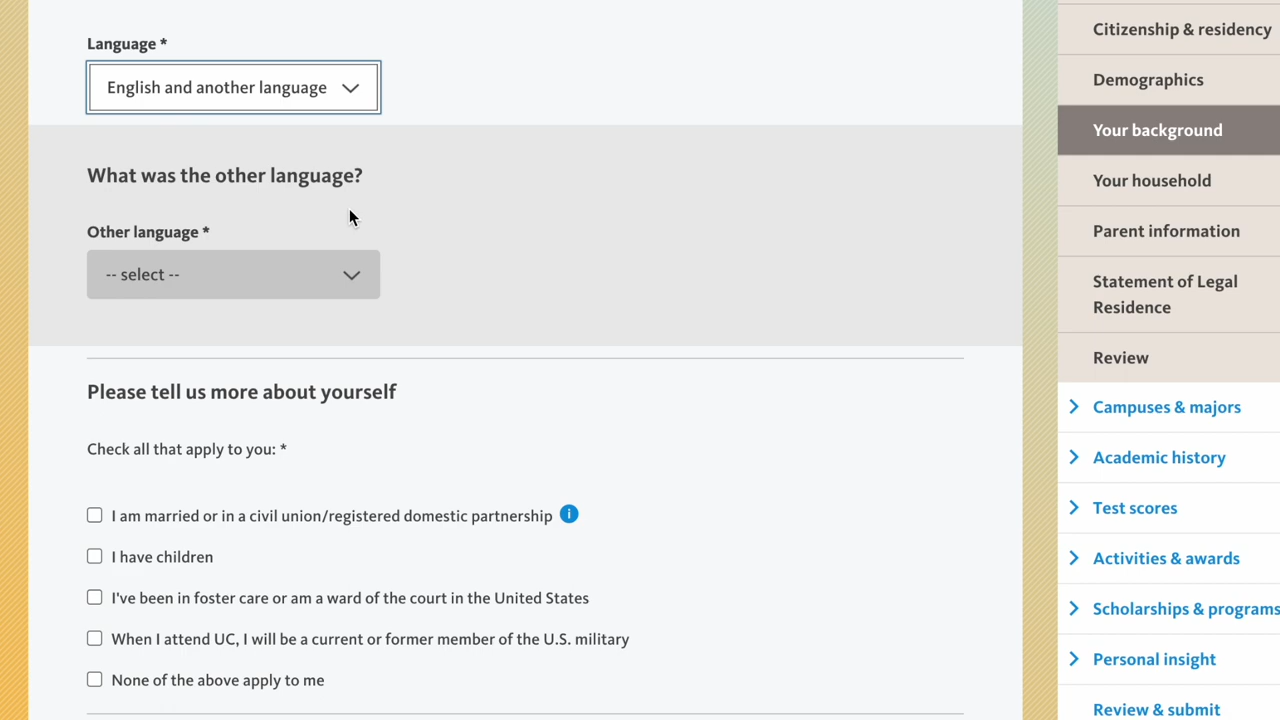 Language *
English and another language
What was the other language?
Other language *
-- select --
Please tell us more about yourself
Check all that apply to you: *
I am married or in a civil union/registered domestic partnership
I have children
I've been in foster care or am a ward of the court in the United States
When I attend UC, I will be a current or former member of the U.S. military
None of the above apply to me
Citizenship & residency
Demographics
Your background
Your household
Parent information
Statement of Legal
Residence
Review
Campuses & majors
Academic history
Test scores
Activities & awards
Scholarships & programs
Personal insight
Review & submit